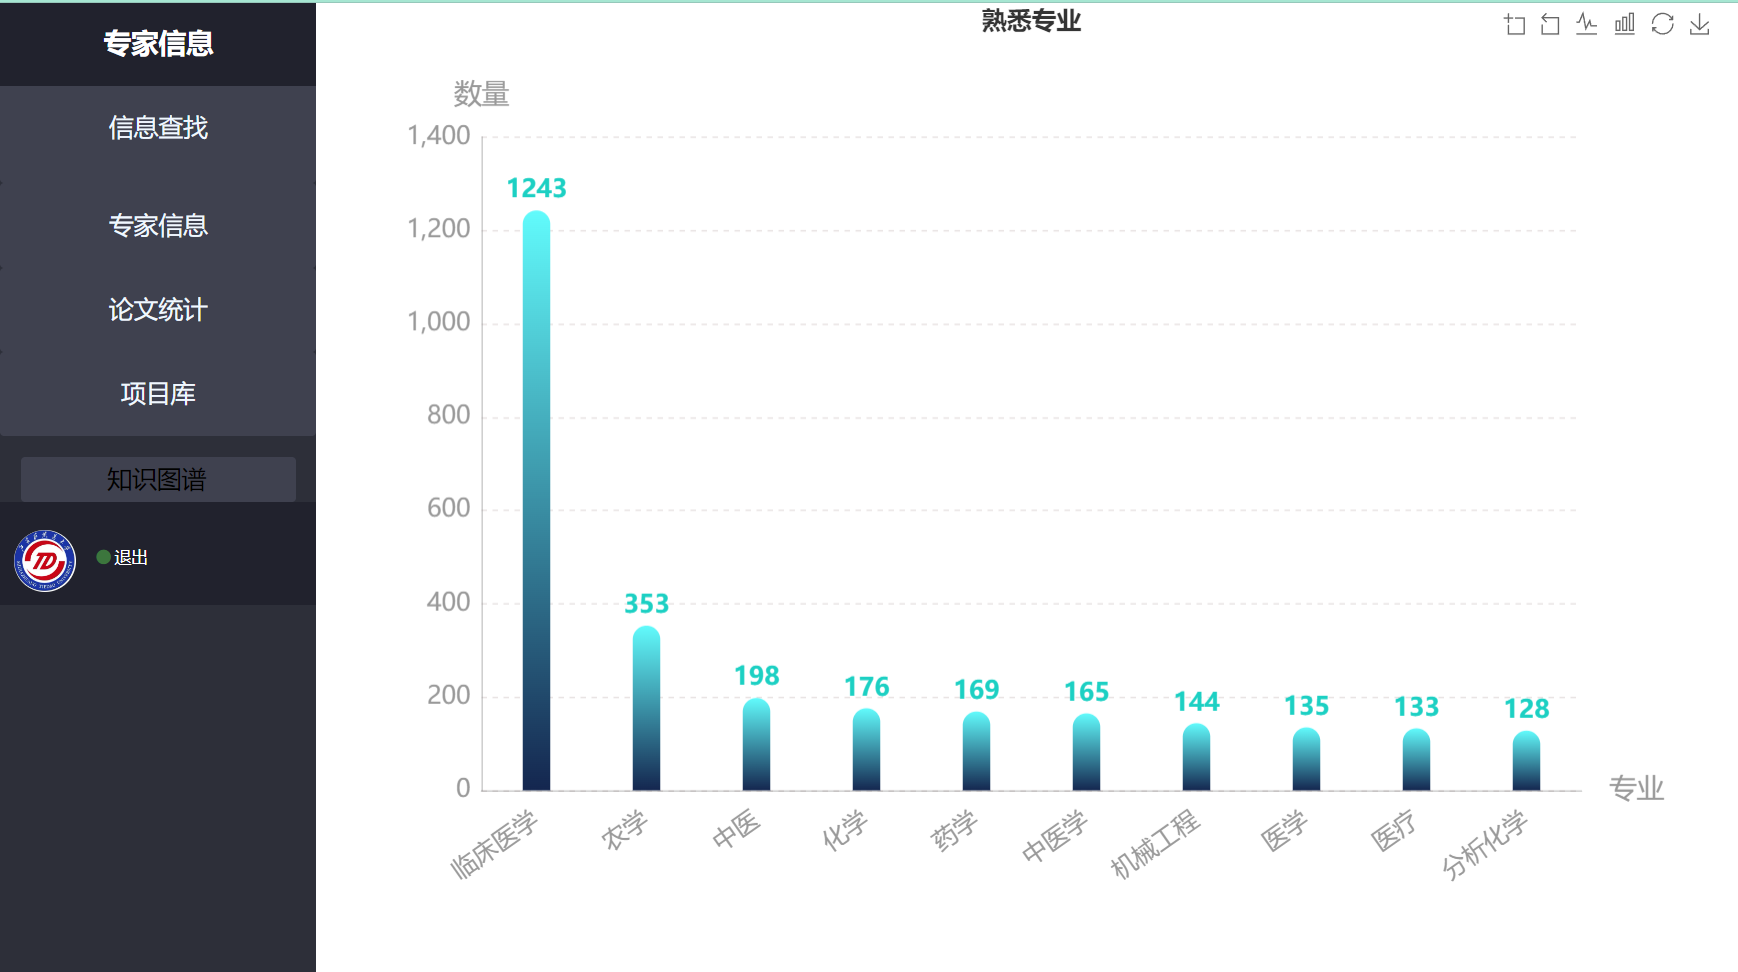 专家信息
信息查找
专家信息
论文统计
项目库
知识图谱
TD
退出
熟悉专业
数量
1,400
1,200
1,000
800
600
400
200
0
1243
353
198
176
169
165
144
135
133
128
临床医学
农学
中医
化学
药学
中医学
机械工程
医学
医疗
分析化学
专业